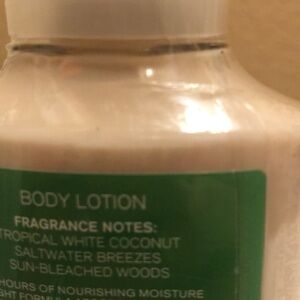 BODY LOTION
FRAGRANCE NOTES:
TROPICAL WHITE COCONUT
SALTWATER BREEZES
SUN-BLEACHED WOODS
HOURS OF NOURISHING MOISTURE